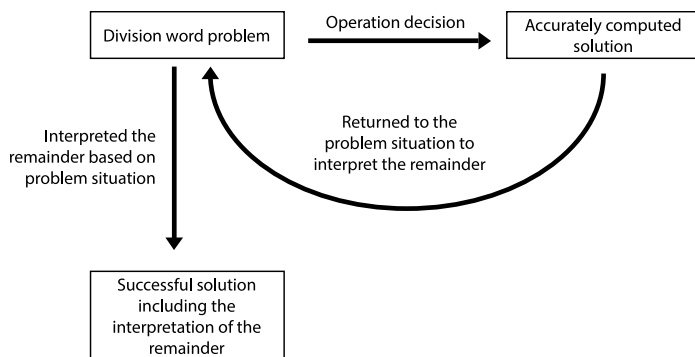 Division word problem
Operation decision
Accurately computed
solution
Interpreted the
remainder based on
problem situation
Returned to the
problem situation to
interpret the remainder
Successful solution
including the
interpretation of the
remainder